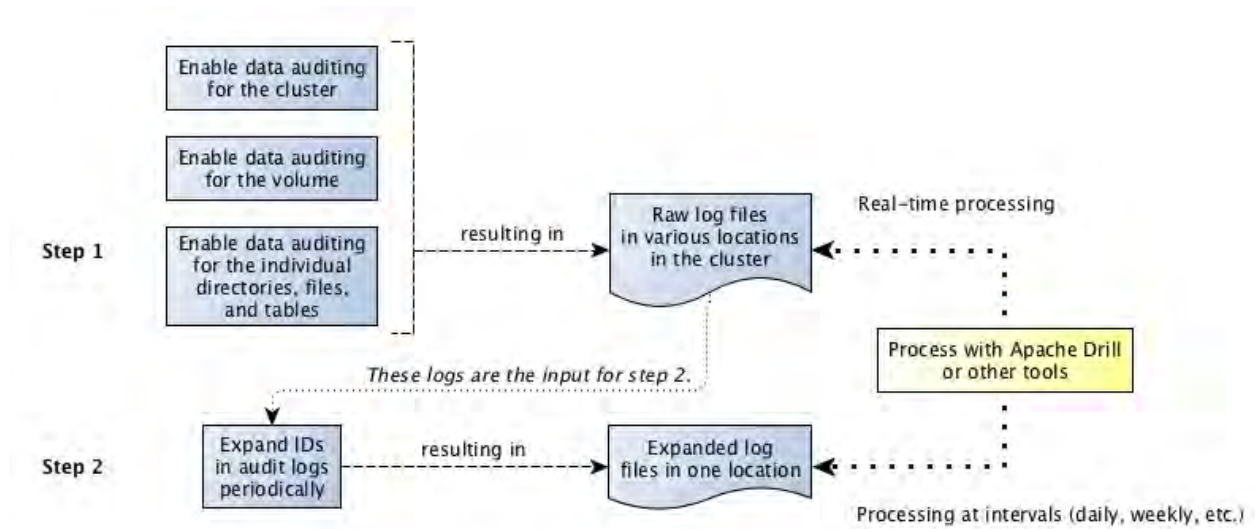 Enable data auditing
for the cluster
Enable data auditing
for the volume
Step 1
Enable data auditing
for the individual
directories, files,
and tables
resulting in
Raw log files
in various locations
in the cluster
Real-time processing
Process with Apache Drill
or other tools
These logs are the input for step 2.
Step 2
Expand IDs
in audit logs
periodically
resulting in
Expanded log
files in one location
Processing at intervals (daily, weekly, etc.)